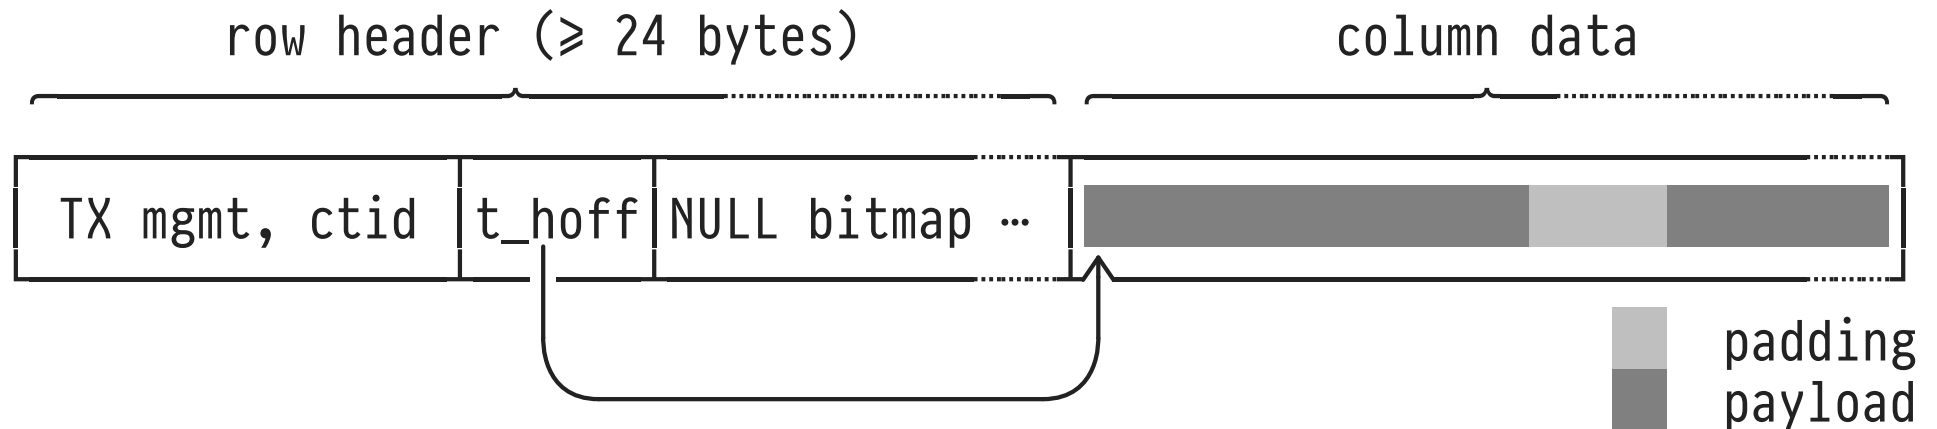 row header (⩾ 24 bytes)
column data
TX mgmt, ctid
t_hoff
NULL bitmap ⋯
padding
payload